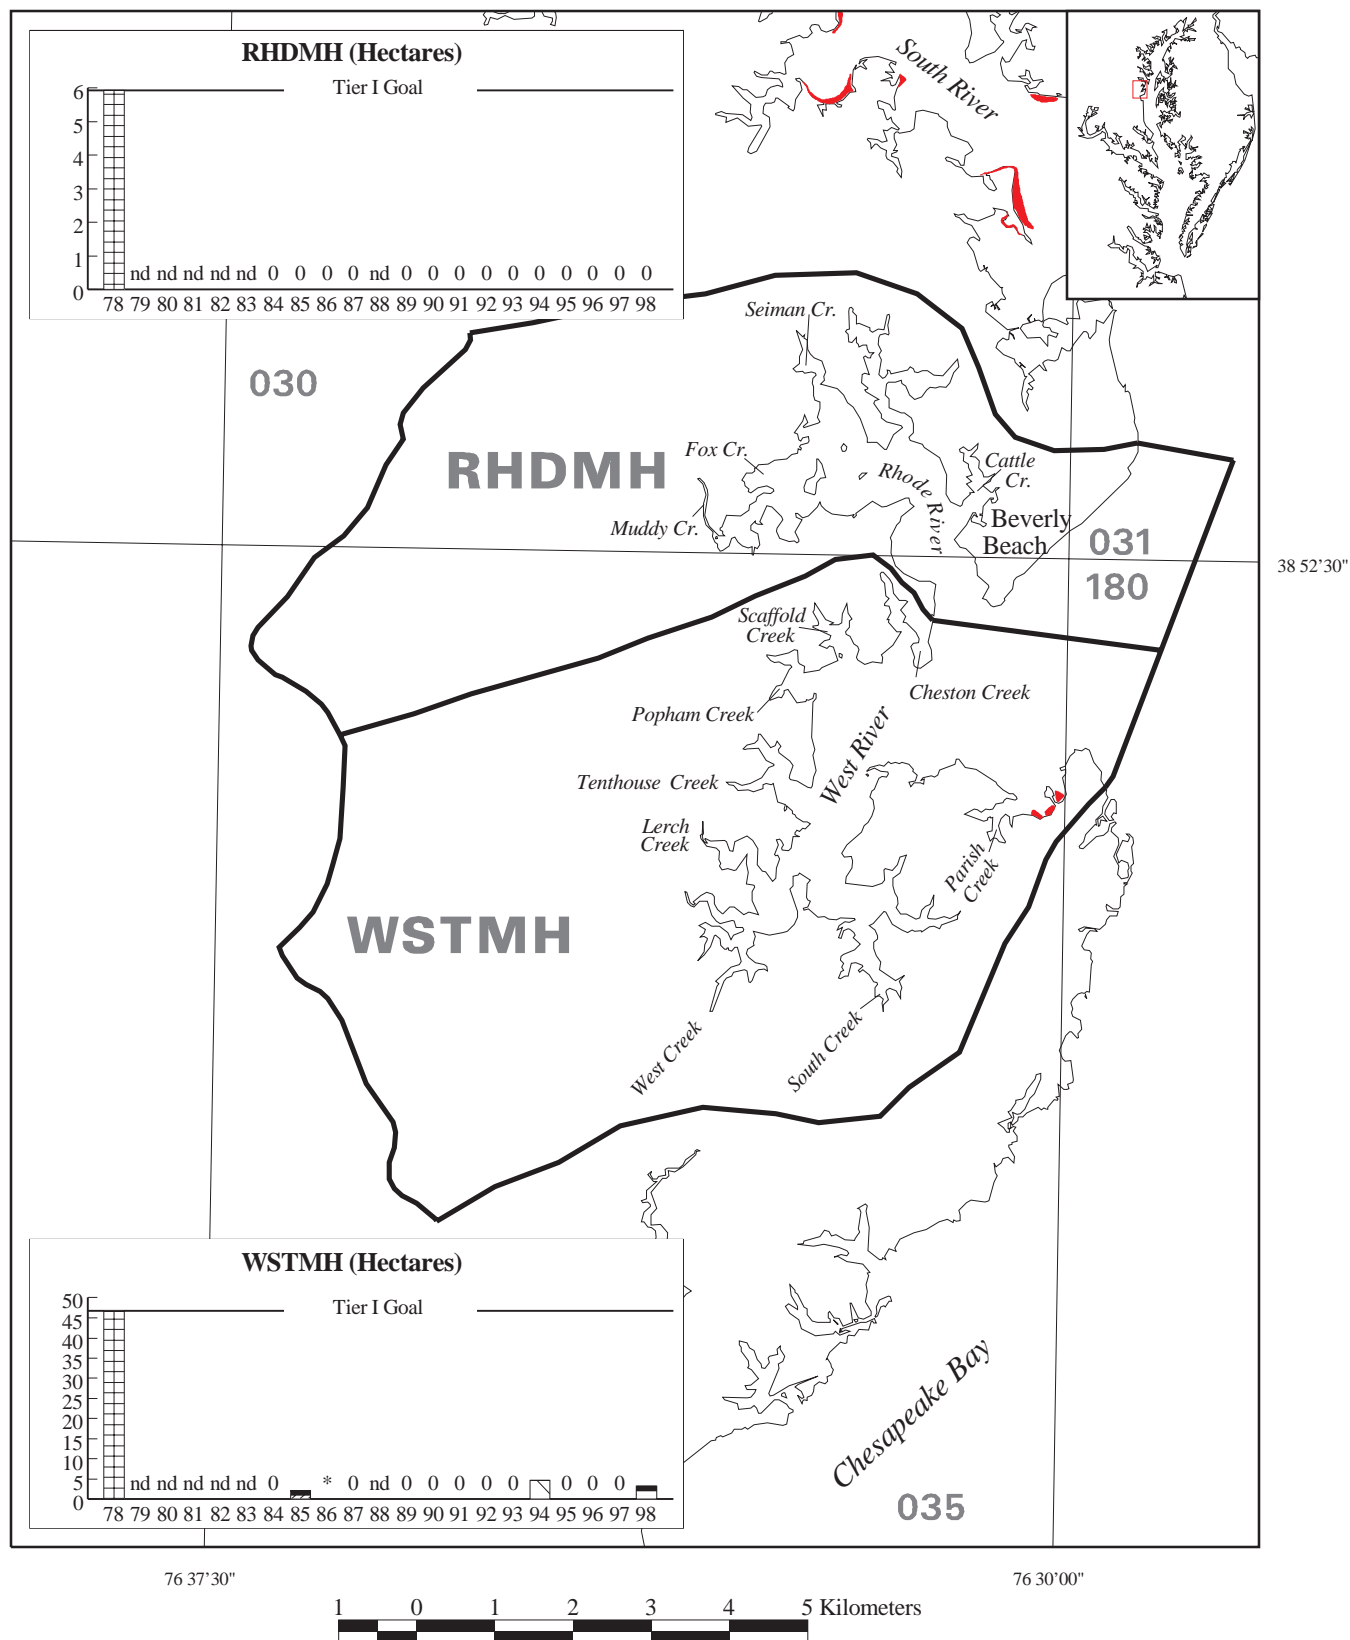 RHDMH (Hectares)
Tier I Goal
6
5
4
3
2
1
0
nd nd nd nd nd 0 0 0 0 nd 0 0 0 0 0 0 0 0 0 0
78 79 80 81 82 83 84 85 86 87 88 89 90 91 92 93 94 95 96 97 98
South River
Seiman Cr.
030
RHDMH
Fox Cr.
Rhode River
Cattle
Cr.
Muddy Cr.
Beverly
Beach
031
38 52'30"
180
Scaffold
Creek
Cheston Creek
Popham Creek
West River
Tenthouse Creek
Lerch
Creek
Parish
Creek
WSTMH
West Creek
South Creek
WSTMH (Hectares)
Tier I Goal
50
45
40
35
30
25
20
15
10
5
0
nd nd nd nd nd 0 * 0 nd 0 0 0 0 0 0 0 0
78 79 80 81 82 83 84 85 86 87 88 89 90 91 92 93 94 95 96 97 98
Chesapeake Bay
035
76 37'30"
76 30'00"
1 0 1 2 3 4 5 Kilometers